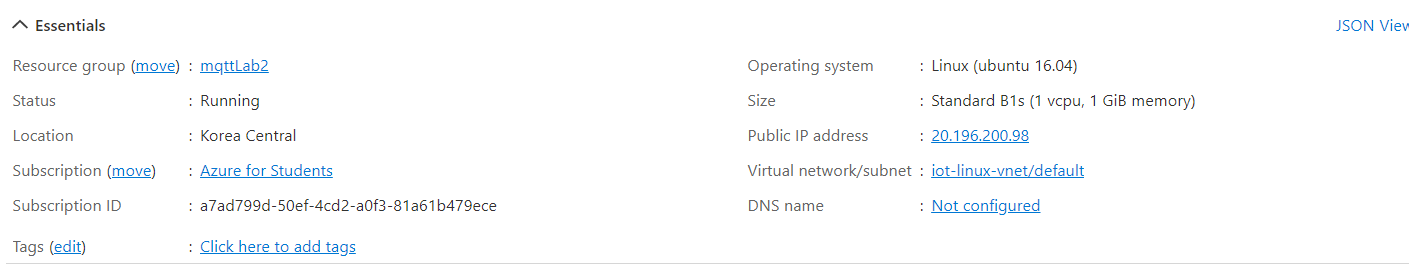 Essentials
JSON View
Resource group (move) : mqttLab2
Status : Running
Location : Korea Central
Subscription (move) : Azure for Students
Subscription ID : a7ad799d-50ef-4cd2-a0f3-81a61b479ece
Tags (edit) : Click here to add tags
Operating system : Linux (ubuntu 16.04)
Size : Standard B1s (1 vcpu, 1 GiB memory)
Public IP address : 20.196.200.98
Virtual network/subnet : iot-linux-vnet/default
DNS name : Not configured